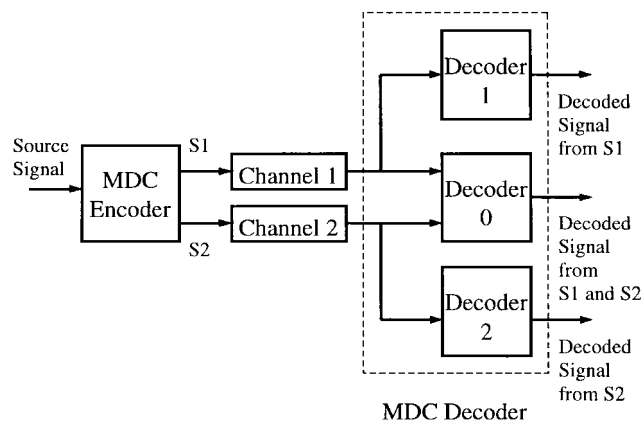 Source
Signal
MDC
Encoder
S1
S2
Channel 1
Channel 2
Decoder
1
Decoder
0
Decoder
2
Decoded
Signal
from S1
Decoded
Signal
from
S1 and S2
Decoded
Signal
from S2
MDC Decoder